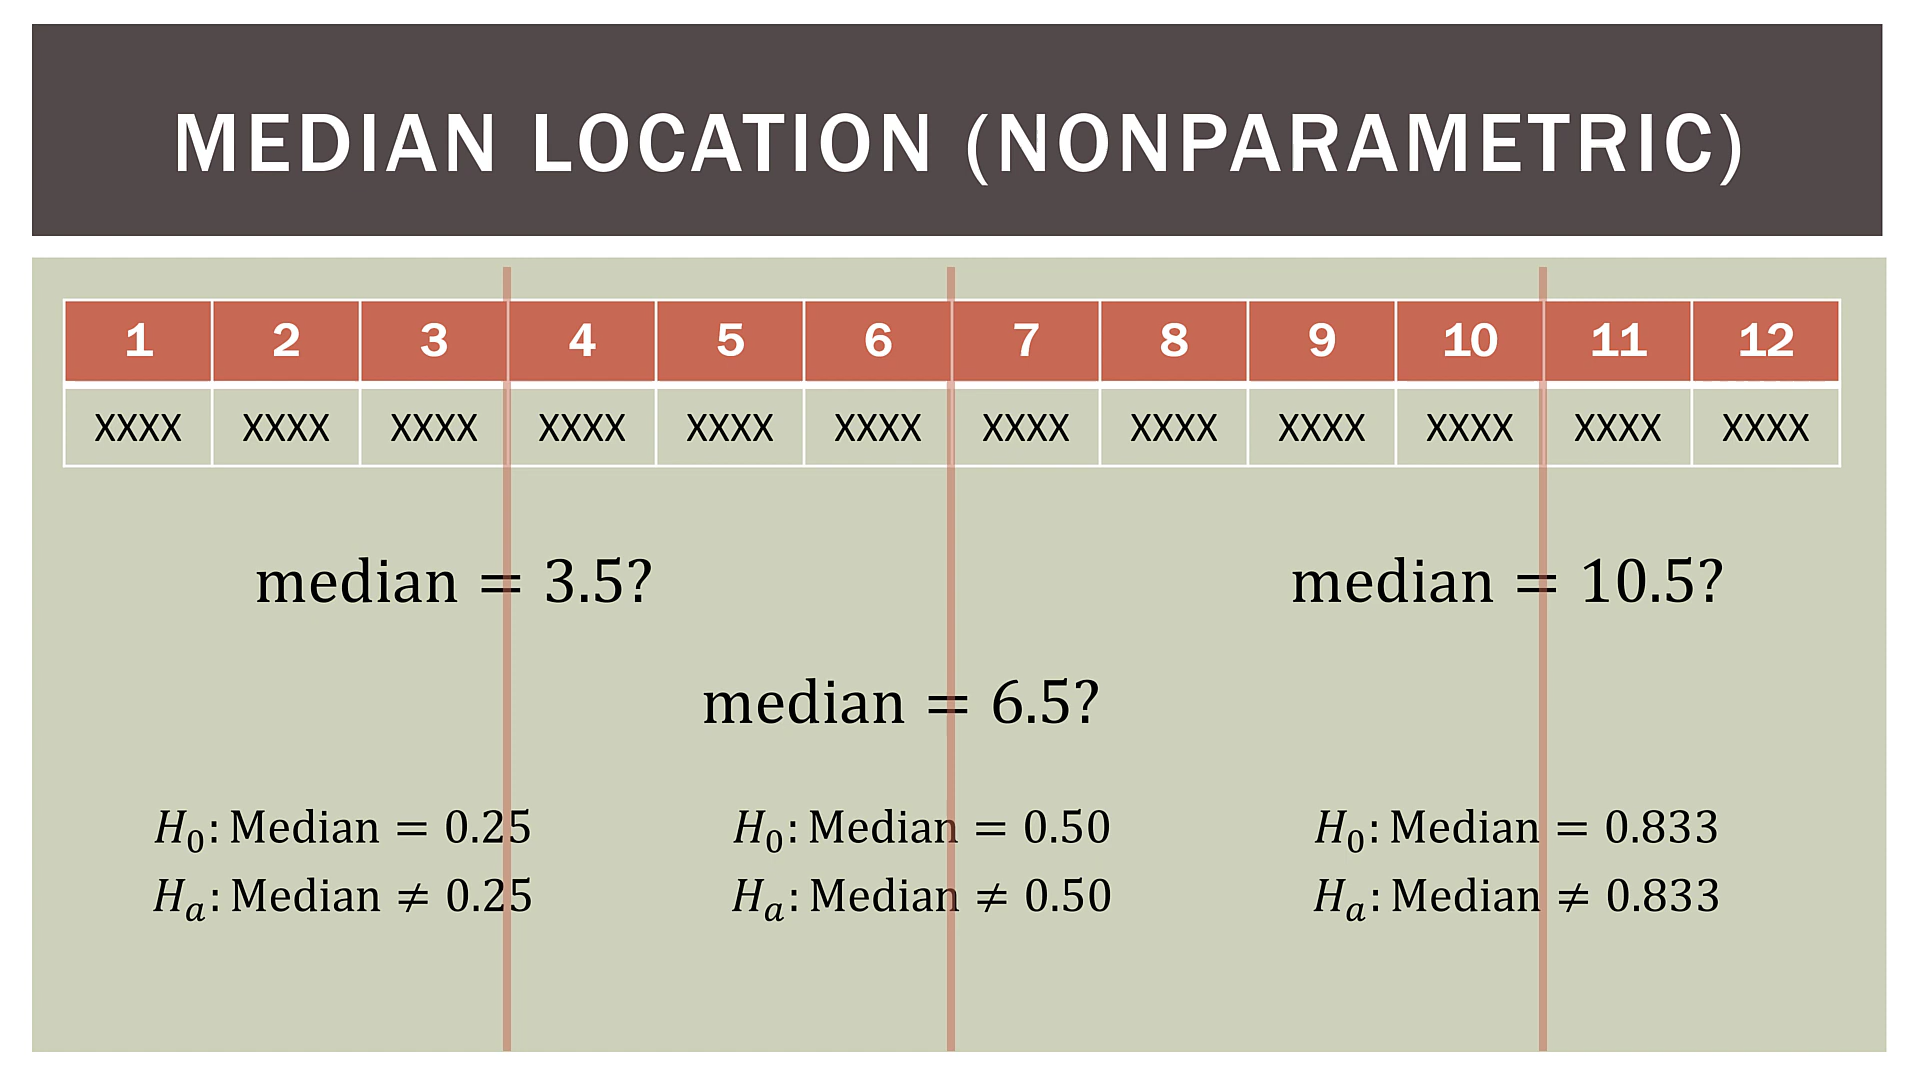 MEDIAN LOCATION (NONPARAMETRIC)
1 2 3 4 5 6 7 8 9 10 11 12
XXXX XXXX XXXX XXXX XXXX XXXX XXXX XXXX XXXX XXXX XXXX XXXX
median = 3.5? median = 10.5?
median = 6.5?
H₀: Median = 0.25 H₀: Median = 0.50 H₀: Median = 0.833
Hₐ: Median ≠ 0.25 Hₐ: Median ≠ 0.50 Hₐ: Median ≠ 0.833